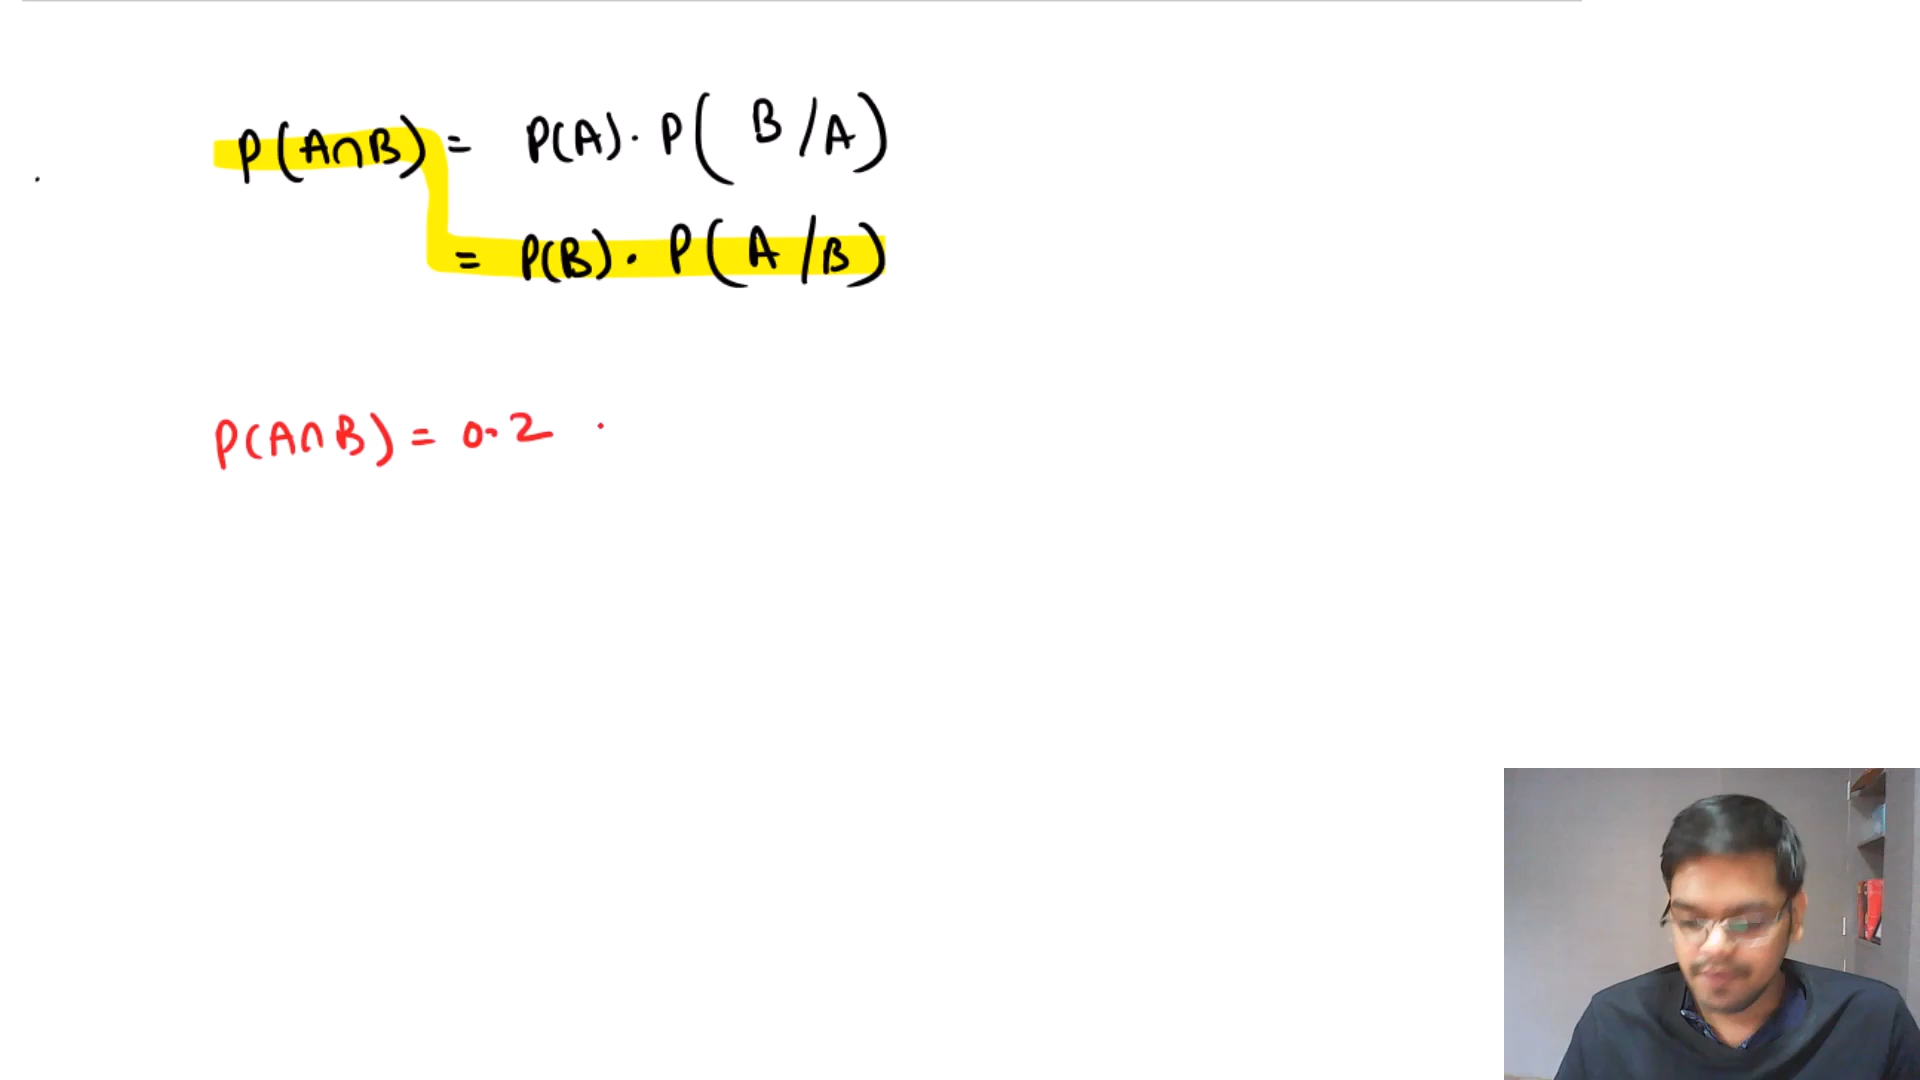 P(A∩B) = P(A) · P(B/A)
= P(B) · P(A/B)
P(A∩B) = 0.2